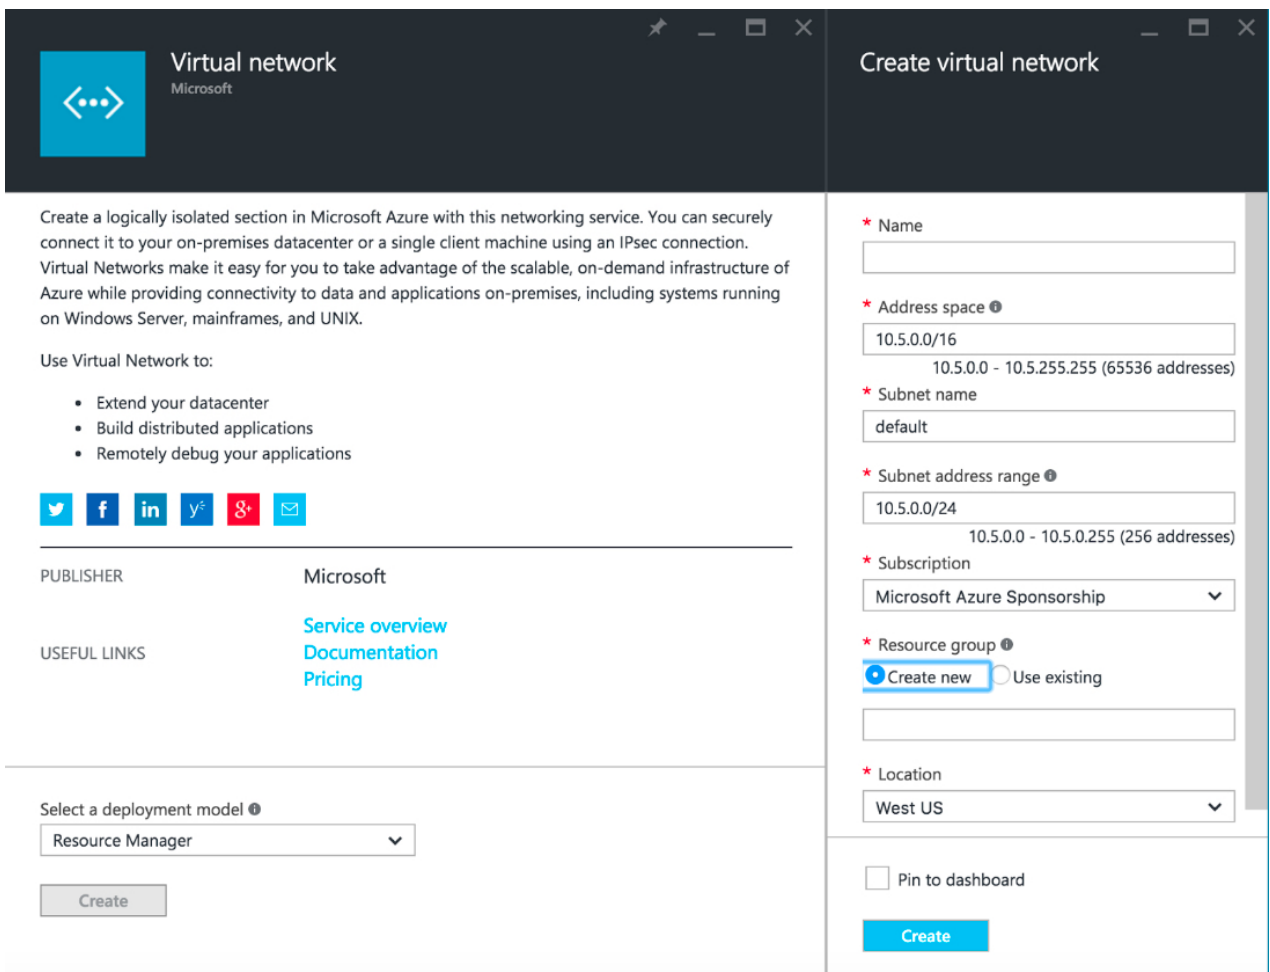 Virtual network
Microsoft
Create a logically isolated section in Microsoft Azure with this networking service. You can securely
connect it to your on-premises datacenter or a single client machine using an IPsec connection.
Virtual Networks make it easy for you to take advantage of the scalable, on-demand infrastructure of
Azure while providing connectivity to data and applications on-premises, including systems running
on Windows Server, mainframes, and UNIX.
Use Virtual Network to:
• Extend your datacenter
• Build distributed applications
• Remotely debug your applications
f in y 8+
PUBLISHER Microsoft
USEFUL LINKS
Service overview
Documentation
Pricing
Select a deployment model
Resource Manager
Create
Create virtual network
* Name
* Address space
10.5.0.0/16
10.5.0.0 - 10.5.255.255 (65536 addresses)
* Subnet name
default
* Subnet address range
10.5.0.0/24
10.5.0.0 - 10.5.0.255 (256 addresses)
* Subscription
Microsoft Azure Sponsorship
* Resource group
Create new Use existing
* Location
West US
Pin to dashboard
Create